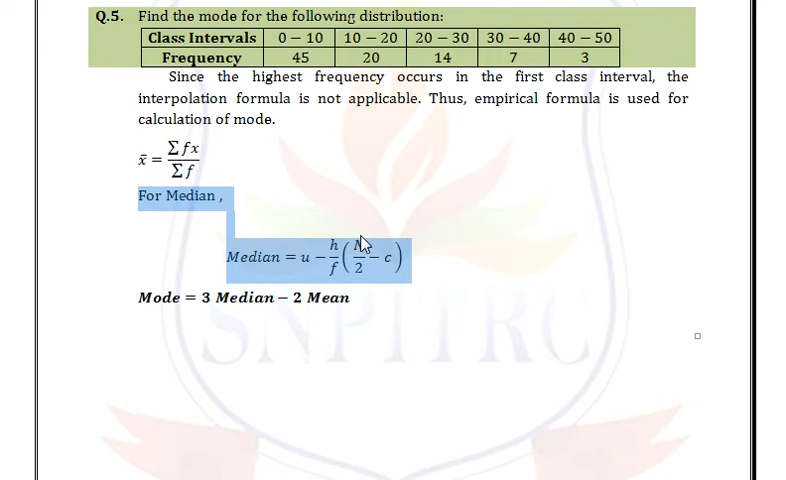 Q.5. Find the mode for the following distribution:
Class Intervals 0 – 10 10 – 20 20 – 30 30 – 40 40 – 50
Frequency 45 20 14 7 3
Since the highest frequency occurs in the first class interval, the
interpolation formula is not applicable. Thus, empirical formula is used for
calculation of mode.
x̄ = Σ fx / Σ f
For Median ,
Median = u − h/f ( N/2 − c )
Mode = 3 Median − 2 Mean
SNPITRC